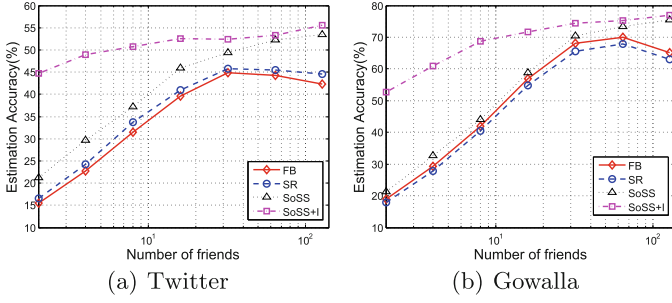 Estimation Accuracy(%)
60
55
50
45
40
35
30
25
20
15
10
10^1
10^2
Number of friends
FB
SR
SoSS
SoSS+I
(a) Twitter
Estimation Accuracy(%)
80
70
60
50
40
30
20
10
10^1
10^2
Number of friends
FB
SR
SoSS
SoSS+I
(b) Gowalla